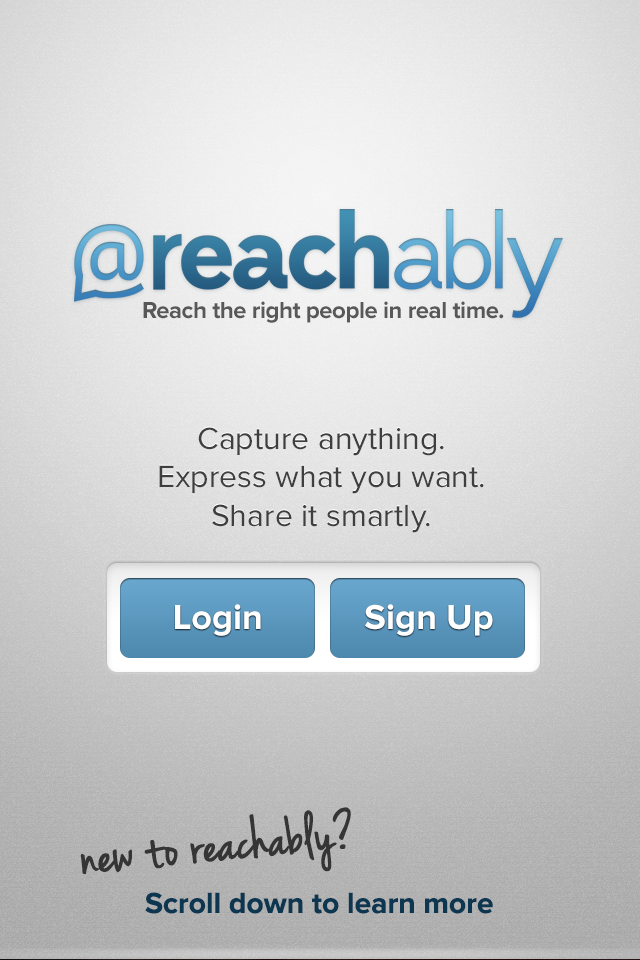 @reachably
Reach the right people in real time.
Capture anything.
Express what you want.
Share it smartly.
Login
Sign Up
new to reachably?
Scroll down to learn more